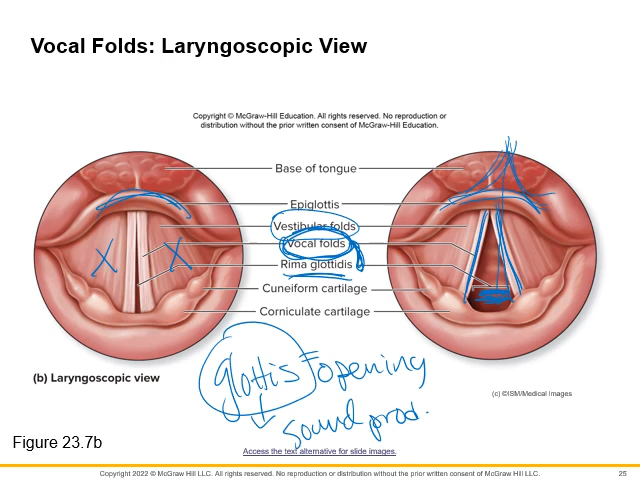 Vocal Folds: Laryngoscopic View
Copyright © McGraw-Hill Education. All rights reserved. No reproduction or
distribution without the prior written consent of McGraw-Hill Education.
Base of tongue
Epiglottis
Vestibular folds
Vocal folds
Rima glottidis
Cuneiform cartilage
Corniculate cartilage
X X
glottis opening
sound prod.
(b) Laryngoscopic view
(c) ©ISM/Medical Images
Figure 23.7b
Access the text alternative for slide images.
Copyright 2022 © McGraw Hill LLC. All rights reserved. No reproduction or distribution without the prior written consent of McGraw Hill LLC.
25